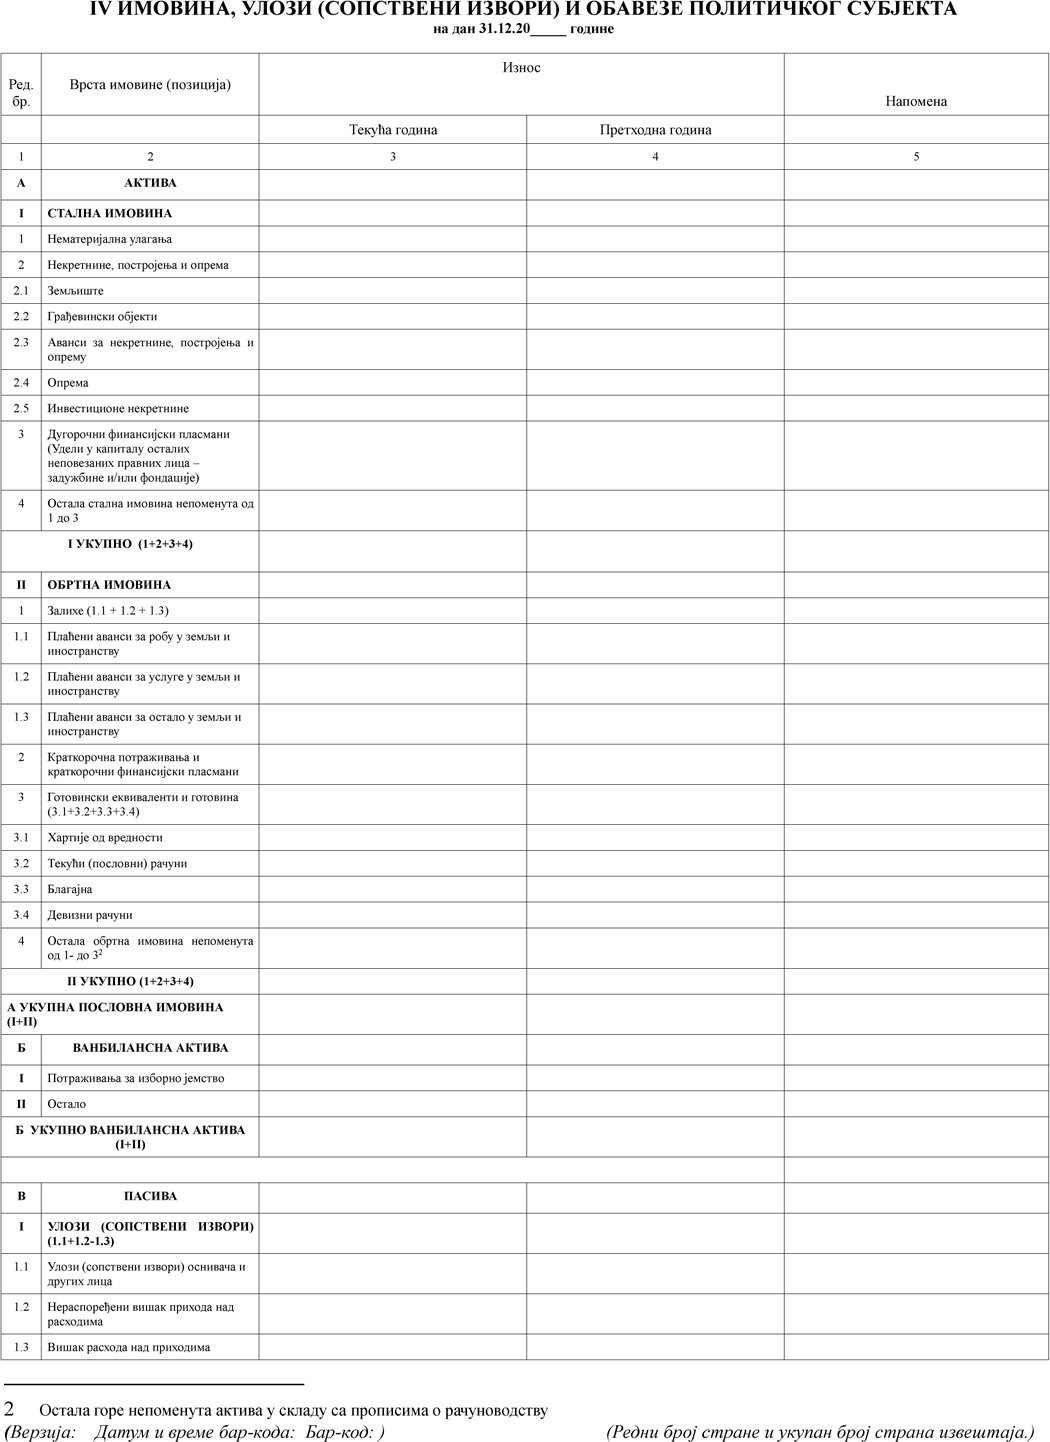 IV ИМОВИНА, УЛОЗИ (СОПСТВЕНИ ИЗВОРИ) И ОБАВЕЗЕ ПОЛИТИЧКОГ СУБЈЕКТА
на дан 31.12.20_____ године
Ред. бр. Врста имовине (позиција) Износ Напомена
Текућа година Претходна година
1 2 3 4 5
А АКТИВА
I СТАЛНА ИМОВИНА
1 Нематеријална улагања
2 Некретнине, постројења и опрема
2.1 Земљиште
2.2 Грађевински објекти
2.3 Аванси за некретнине, постројења и
опрему
2.4 Опрема
2.5 Инвестиционе некретнине
3 Дугорочни финансијски пласмани
(Удели у капиталу осталих
неповезаних правних лица –
задужбине и/или фондације)
4 Остала стална имовина непоменута од
1 до 3
I УКУПНО (1+2+3+4)
II ОБРТНА ИМОВИНА
1 Залихе (1.1 + 1.2 + 1.3)
1.1 Плаћени аванси за робу у земљи и
иностранству
1.2 Плаћени аванси за услуге у земљи и
иностранству
1.3 Плаћени аванси за остало у земљи и
иностранству
2 Краткорочна потраживања и
краткорочни финансијски пласмани
3 Готовински еквиваленти и готовина
(3.1+3.2+3.3+3.4)
3.1 Хартије од вредности
3.2 Текући (пословни) рачуни
3.3 Благајна
3.4 Девизни рачуни
4 Остала обртна имовина непоменута
од 1- до 3²
II УКУПНО (1+2+3+4)
А УКУПНА ПОСЛОВНА ИМОВИНА
(I+II)
Б ВАНБИЛАНСНА АКТИВА
I Потраживања за изборно јемство
II Остало
Б УКУПНО ВАНБИЛАНСНА АКТИВА
(I+II)
В ПАСИВА
I УЛОЗИ (СОПСТВЕНИ ИЗВОРИ)
(1.1+1.2-1.3)
1.1 Улози (сопствени извори) оснивача и
других лица
1.2 Нераспоређени вишак прихода над
расходима
1.3 Вишак расхода над приходима
2 Остала горе непоменута актива у складу са прописима о рачуноводству
(Верзија: Датум и време бар-кода: Бар-код: ) (Редни број стране и укупан број страна извештаја.)